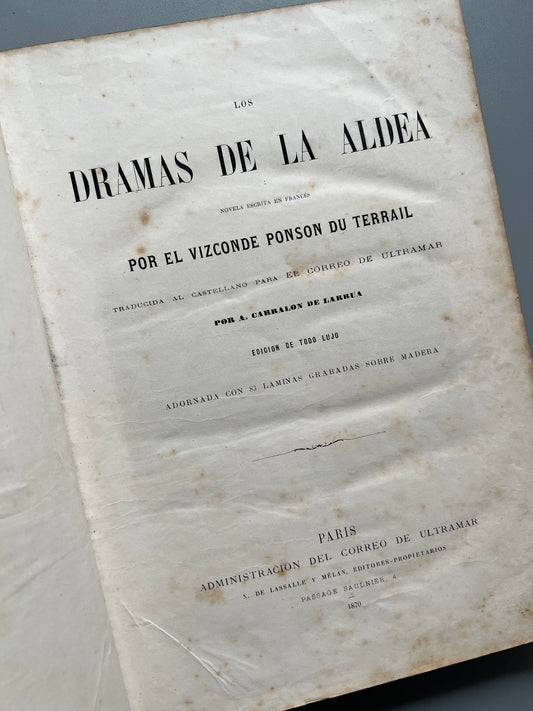 LOS
DRAMAS DE LA ALDEA
NOVELA ESCRITA EN FRANCÉS
POR EL VIZCONDE PONSON DU TERRAIL
TRADUCIDA AL CASTELLANO PARA EL CORREO DE ULTRAMAR
POR A. CARRALON DE LARRUA
EDICION DE TODO LUJO
ADORNADA CON 83 LAMINAS GRABADAS SOBRE MADERA
PARIS
ADMINISTRACION DEL CORREO DE ULTRAMAR
X. DE LASSALLE Y MÉLAN, EDITORES-PROPIETARIOS
PASSAGE SAULNIER, 4
1870